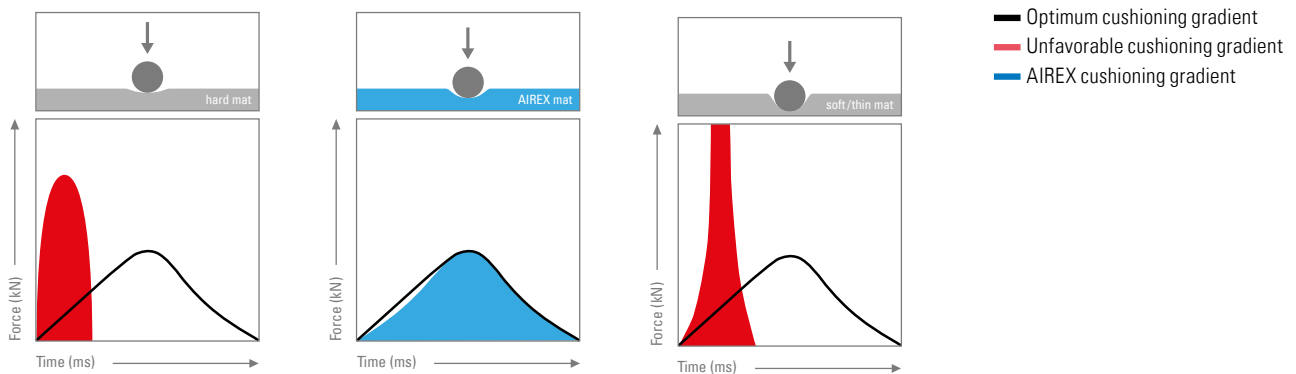 hard mat
Force (kN)
Time (ms)
AIREX mat
Force (kN)
Time (ms)
soft/thin mat
Force (kN)
Time (ms)
Optimum cushioning gradient
Unfavorable cushioning gradient
AIREX cushioning gradient